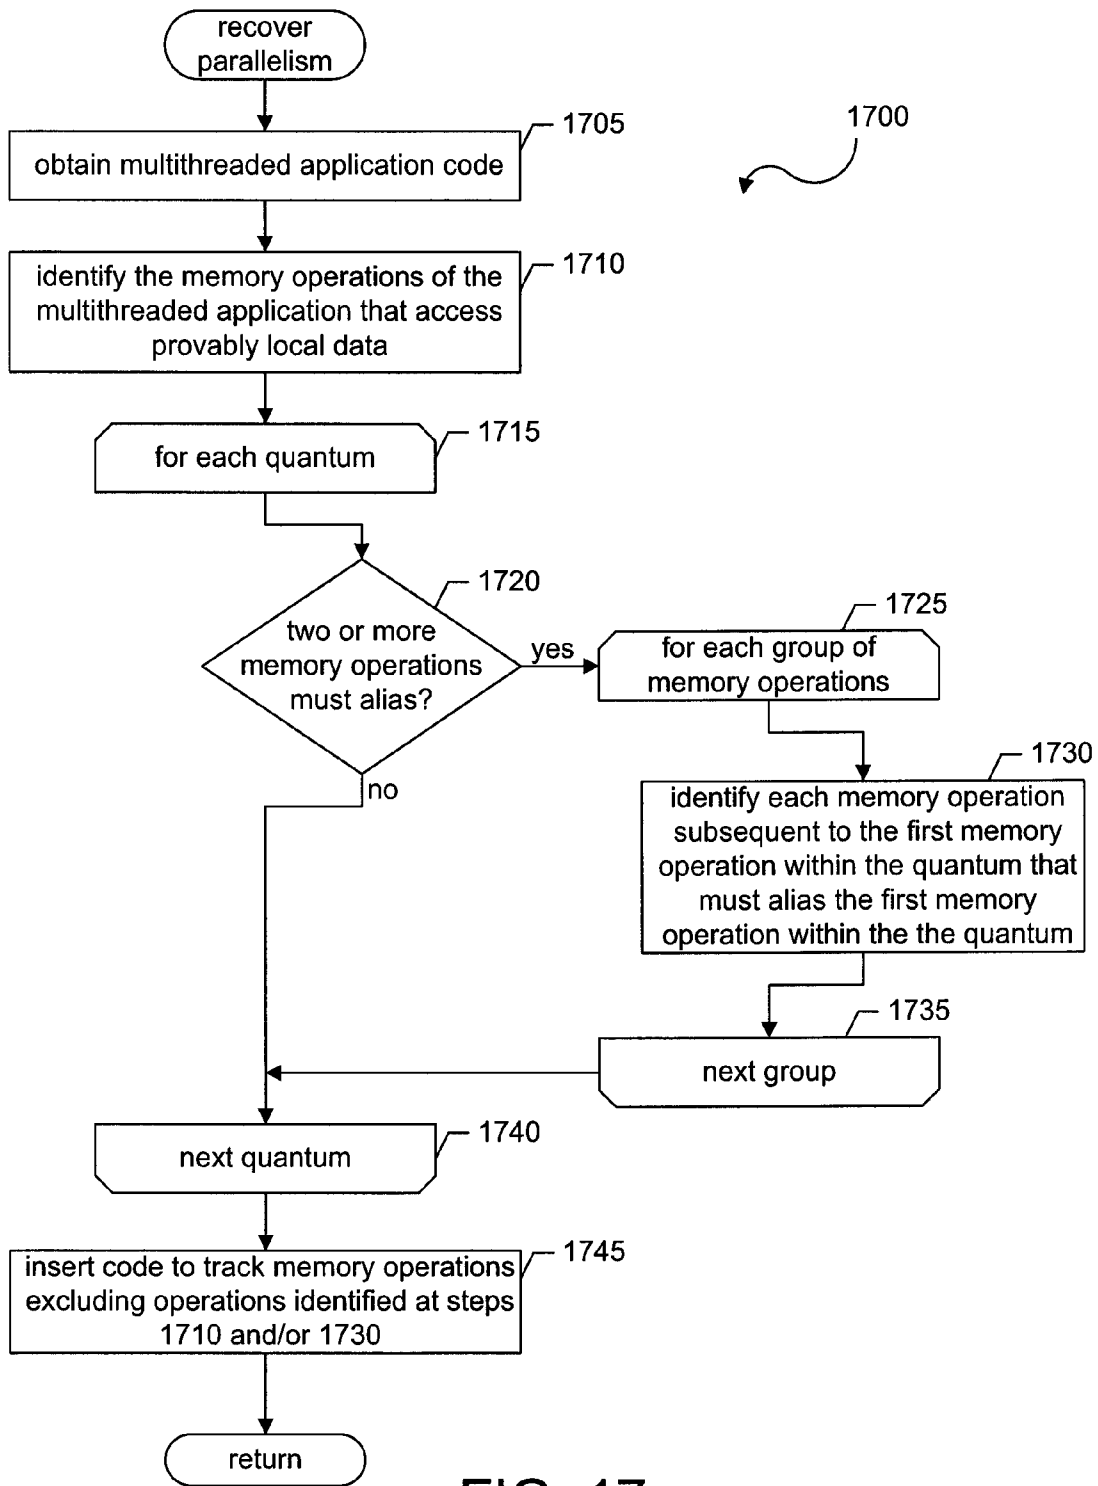 recover
parallelism
1705
1700
obtain multithreaded application code
1710
identify the memory operations of the
multithreaded application that access
provably local data
1715
for each quantum
1720
two or more
memory operations
must alias?
yes
1725
for each group of
memory operations
1730
identify each memory operation
subsequent to the first memory
operation within the quantum that
must alias the first memory
operation within the the quantum
no
1735
next group
1740
next quantum
1745
insert code to track memory operations
excluding operations identified at steps
1710 and/or 1730
return
FIG. 17